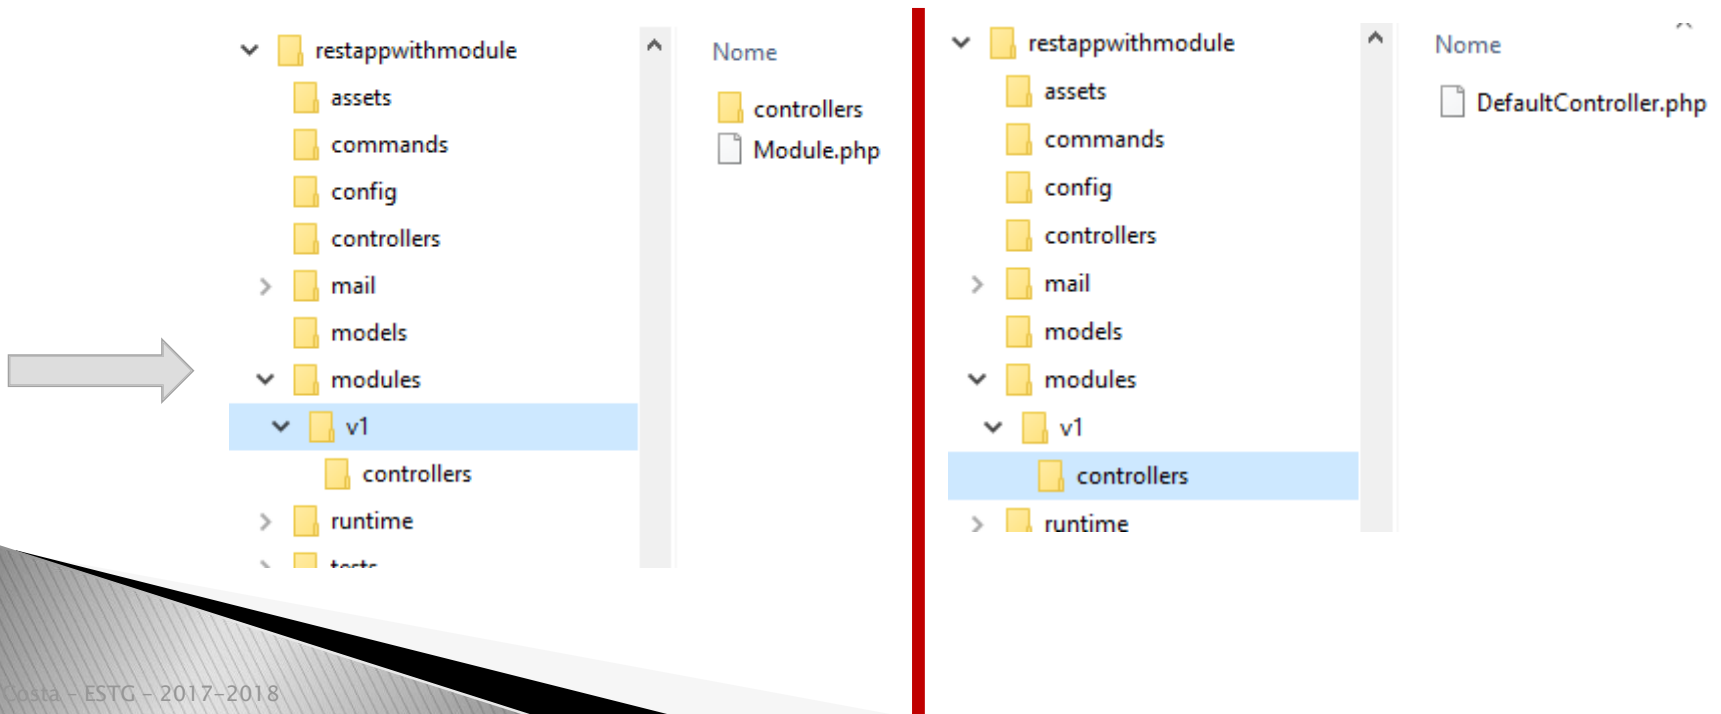 restappwithmodule
assets
commands
config
controllers
mail
models
modules
v1
controllers
runtime
tests
Nome
controllers
Module.php
restappwithmodule
assets
commands
config
controllers
mail
models
modules
v1
controllers
runtime
Nome
DefaultController.php
Costa – ESTG – 2017-2018